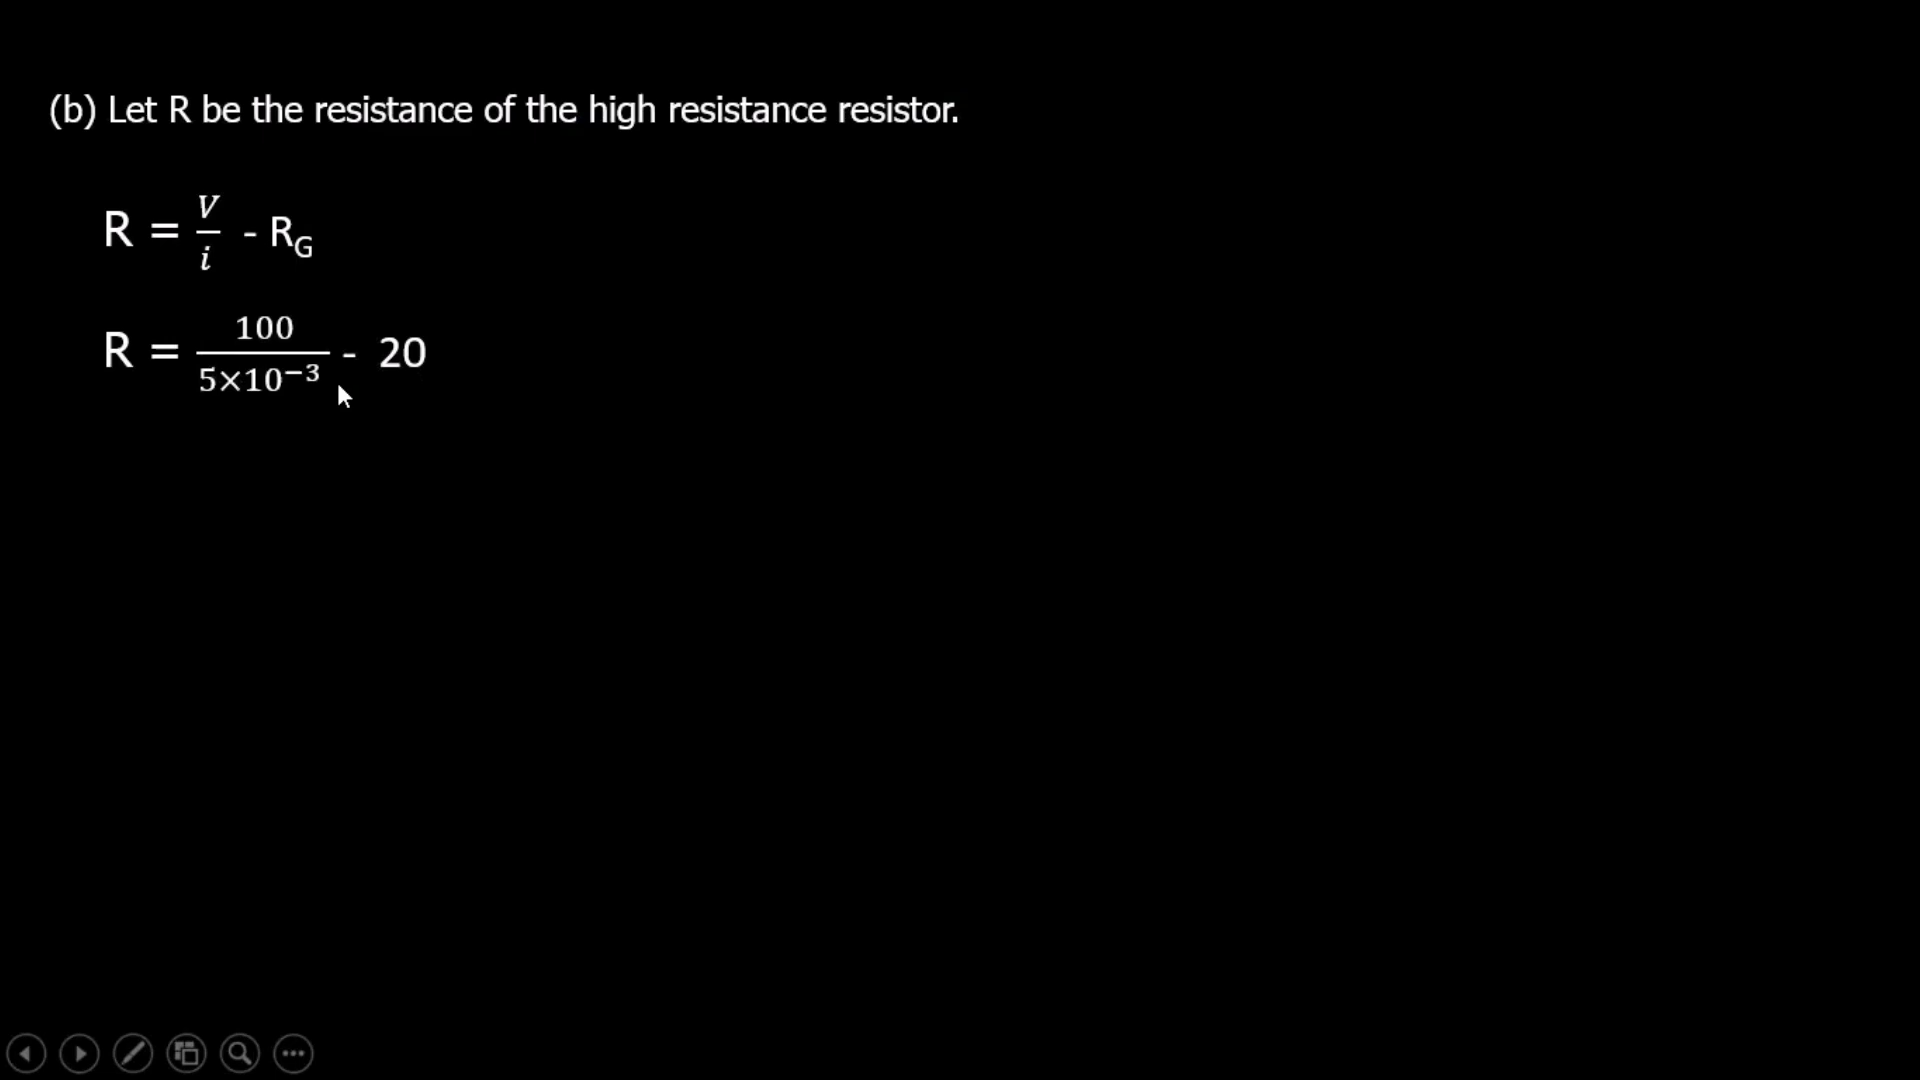 (b) Let R be the resistance of the high resistance resistor.
R = V/i - R_G
R = 100/5×10⁻³ - 20